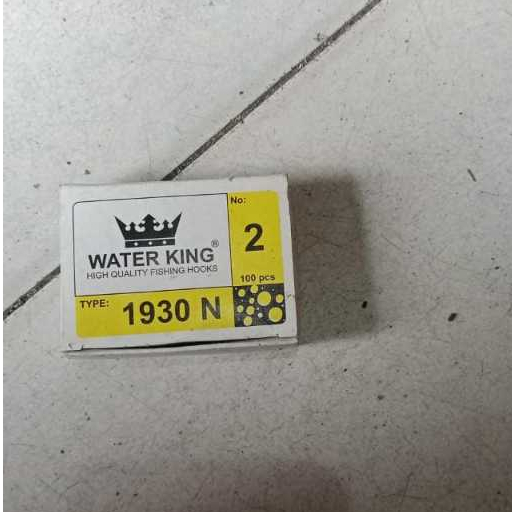 WATER KING®
HIGH QUALITY FISHING HOOKS
No:
2
100 pcs
TYPE: 1930 N